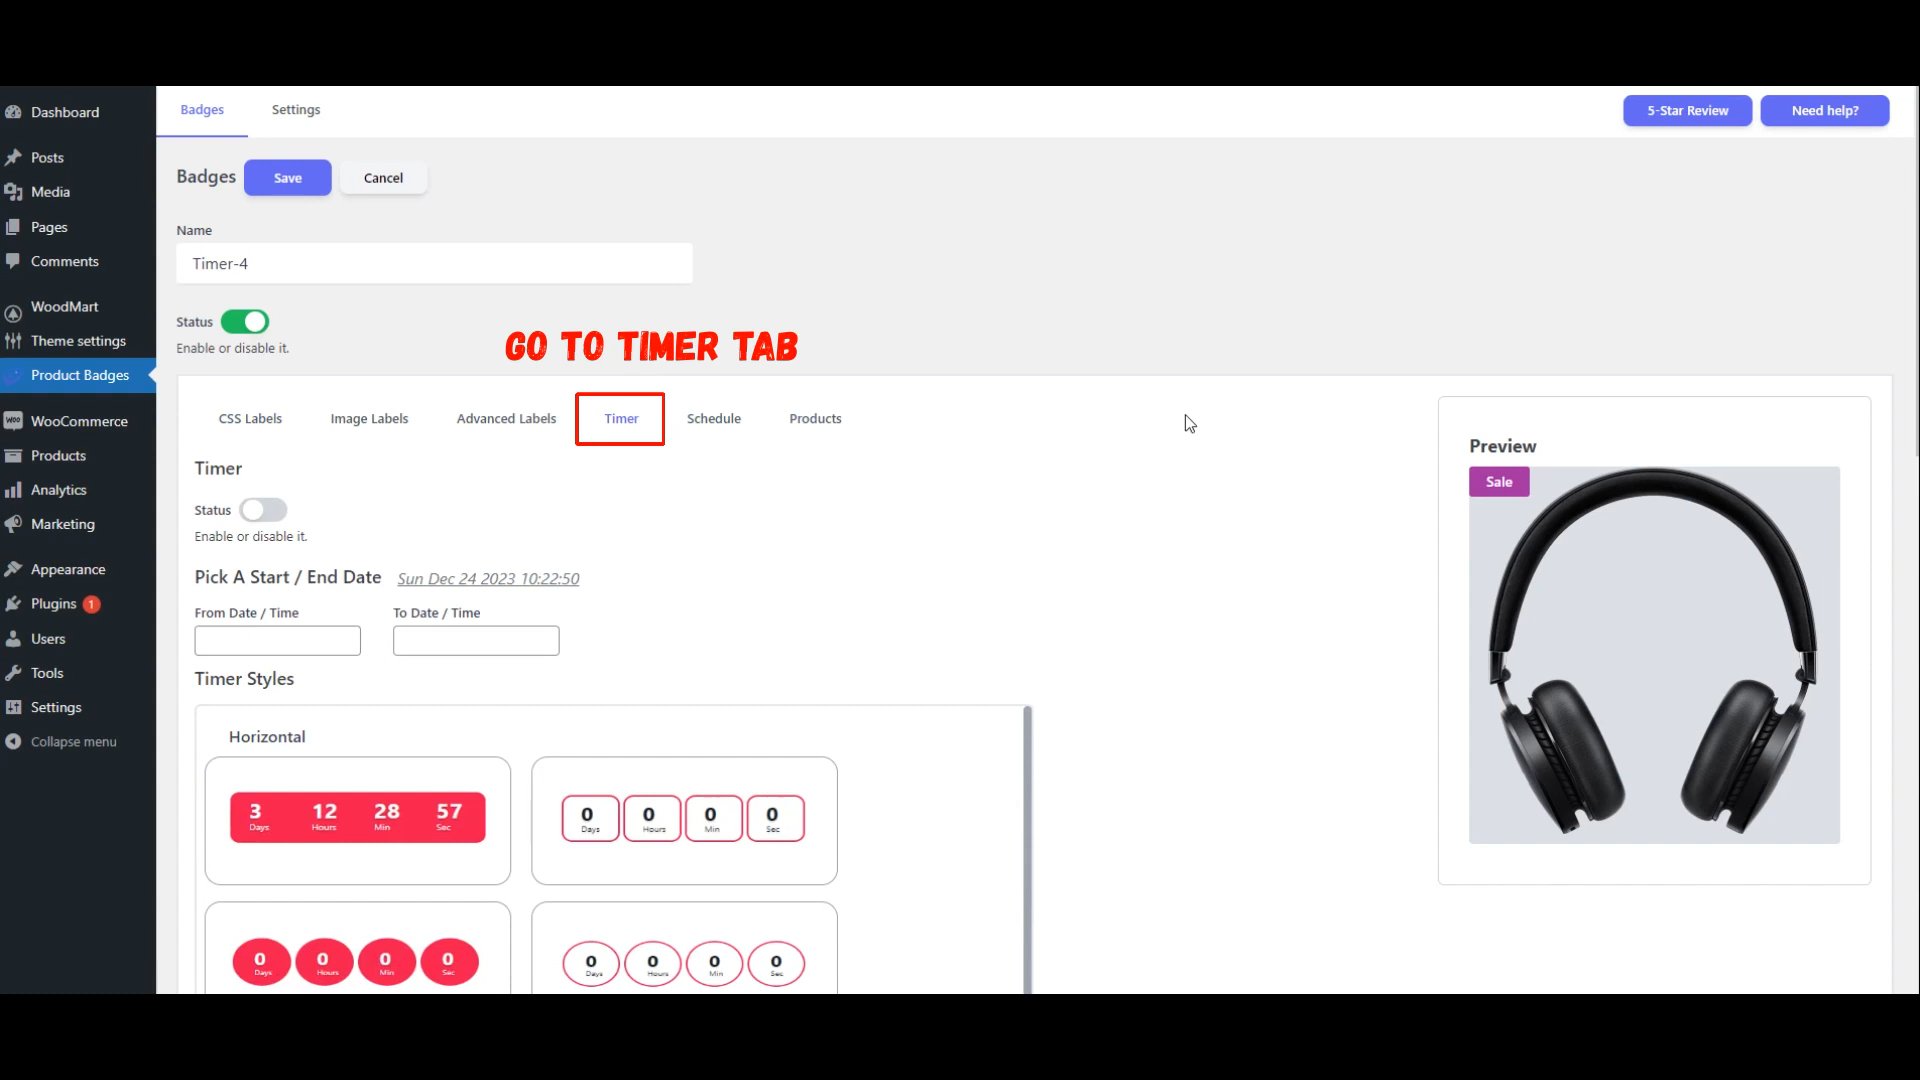 Badges
Settings
5-Star Review
Need help?
Dashboard
Posts
Media
Pages
Comments
WoodMart
Theme settings
Product Badges
WOO
WooCommerce
Products
Analytics
Marketing
Appearance
Plugins 1
Users
Tools
Settings
Collapse menu
Badges
Save
Cancel
Name
Timer-4
Status
Enable or disable it.
GO TO TIMER TAB
CSS Labels
Image Labels
Advanced Labels
Timer
Schedule
Products
Timer
Status
Enable or disable it.
Pick A Start / End Date Sun Dec 24 2023 10:22:50
From Date / Time
To Date / Time
Timer Styles
Horizontal
3 12 28 57
Days Hours Min Sec
0 0 0 0
Days Hours Min Sec
0 0 0 0
Days Hours Min Sec
0 0 0 0
Days Hours Min Sec
Preview
Sale